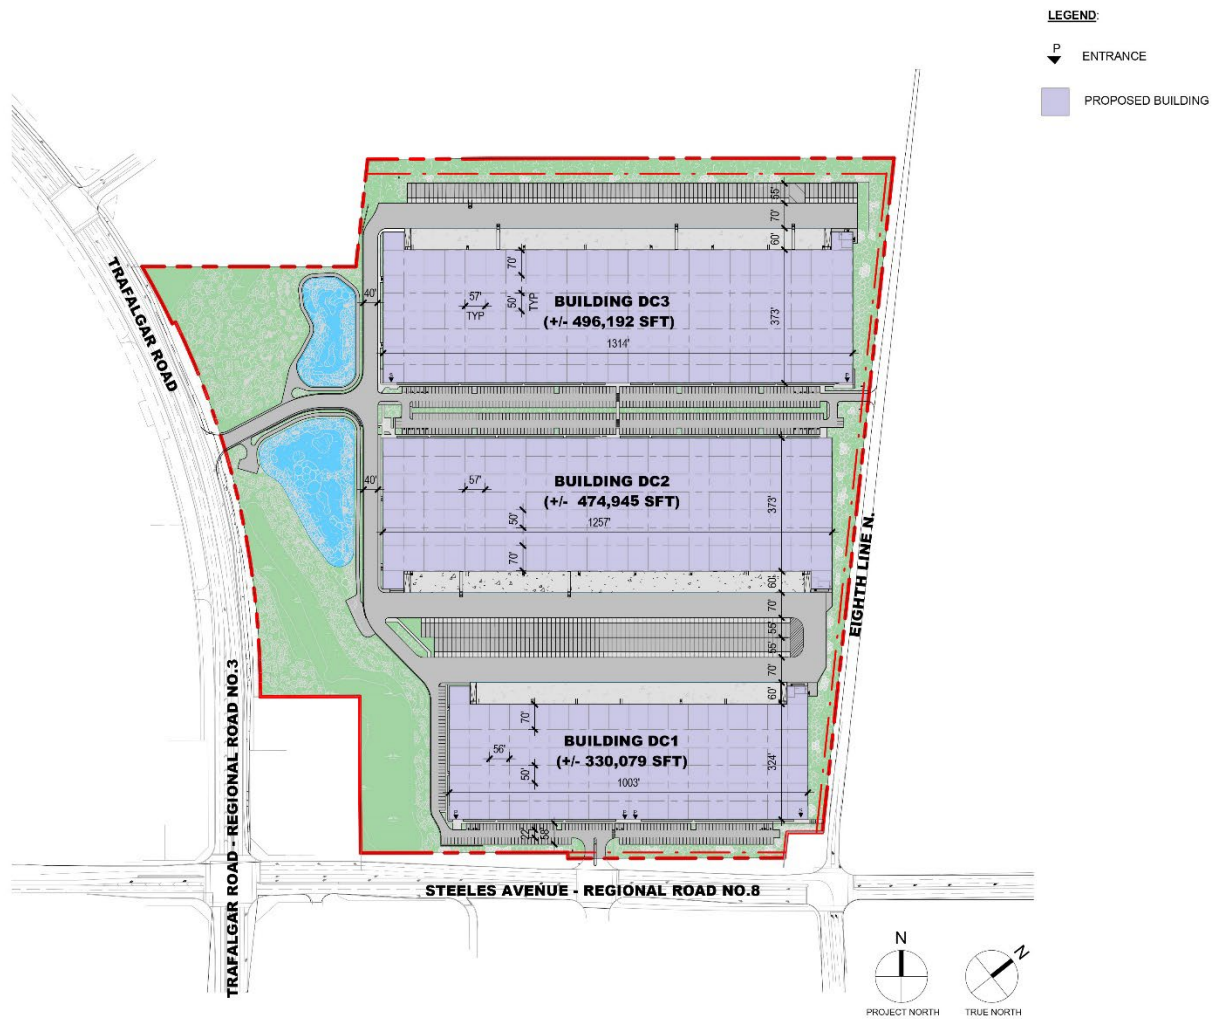 LEGEND:
P
ENTRANCE
PROPOSED BUILDING
TRAFALGAR ROAD
55'
70'
60'
70'
57'
TYP
50'
TYP
40'
BUILDING DC3
(+/- 496,192 SFT)
1314'
373'
40'
57'
BUILDING DC2
(+/-  474,945 SFT)
1257'
50'
70'
373'
60'
70'
55'
55'
70'
60'
EIGHTH LINE N.
70'
56'
50'
BUILDING DC1
(+/- 330,079 SFT)
1003'
324'
22'
58'
TRAFALGAR ROAD - REGIONAL ROAD NO.3
STEELES AVENUE - REGIONAL ROAD NO.8
N
PROJECT NORTH
N
TRUE NORTH